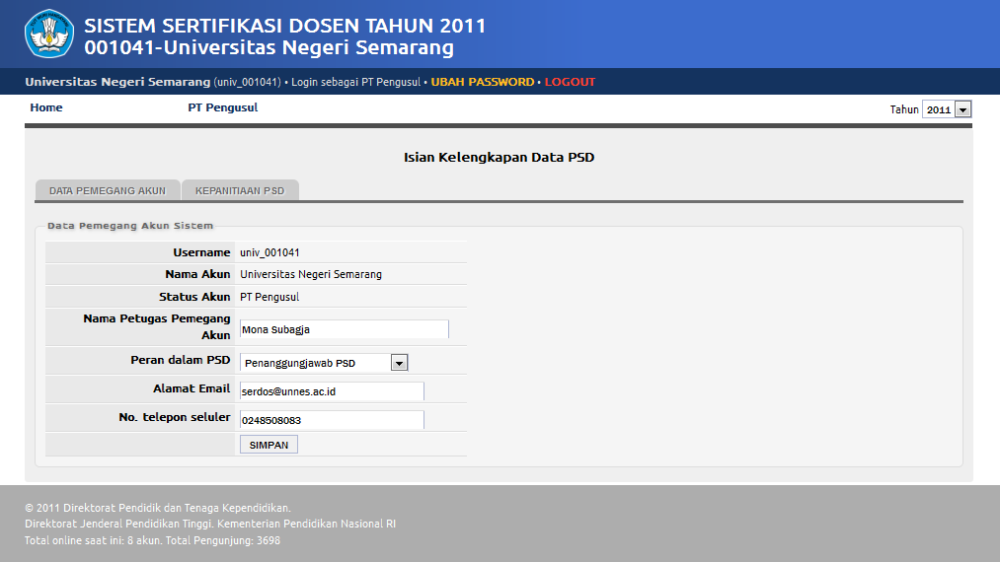 SISTEM SERTIFIKASI DOSEN TAHUN 2011
001041-Universitas Negeri Semarang
Universitas Negeri Semarang (univ_001041) • Login sebagai PT Pengusul • UBAH PASSWORD • LOGOUT
Home PT Pengusul Tahun 2011
Isian Kelengkapan Data PSD
DATA PEMEGANG AKUN KEPANITIAAN PSD
Data Pemegang Akun Sistem
Username univ_001041
Nama Akun Universitas Negeri Semarang
Status Akun PT Pengusul
Nama Petugas Pemegang
Akun Mona Subagja
Peran dalam PSD Penanggungjawab PSD
Alamat Email serdos@unnes.ac.id
No. telepon seluler 0248508083
SIMPAN
© 2011 Direktorat Pendidik dan Tenaga Kependidikan.
Direktorat Jenderal Pendidikan Tinggi. Kementerian Pendidikan Nasional RI
Total online saat ini: 8 akun. Total Pengunjung: 3698